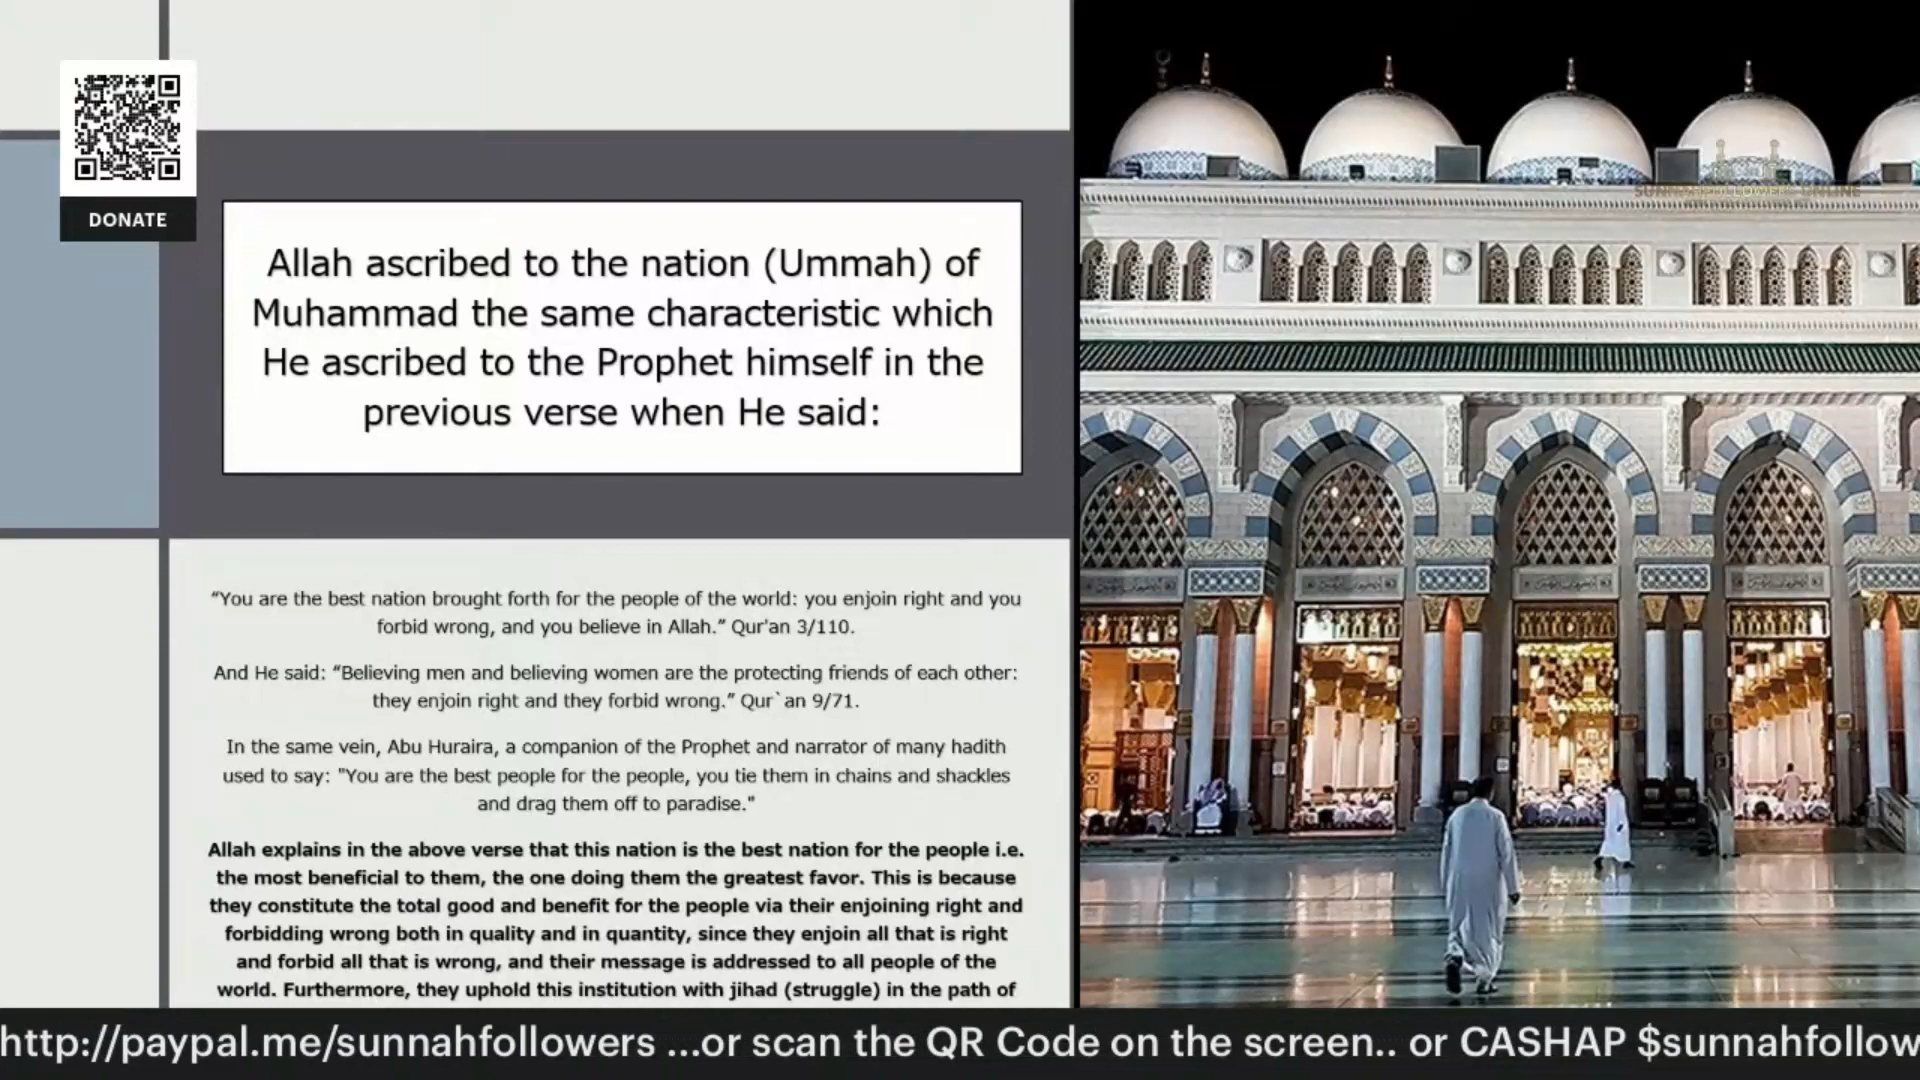 DONATE
Allah ascribed to the nation (Ummah) of
Muhammad the same characteristic which
He ascribed to the Prophet himself in the
previous verse when He said:
“You are the best nation brought forth for the people of the world: you enjoin right and you
forbid wrong, and you believe in Allah.” Qur'an 3/110.
And He said: “Believing men and believing women are the protecting friends of each other:
they enjoin right and they forbid wrong.” Qur`an 9/71.
In the same vein, Abu Huraira, a companion of the Prophet and narrator of many hadith
used to say: "You are the best people for the people, you tie them in chains and shackles
and drag them off to paradise."
Allah explains in the above verse that this nation is the best nation for the people i.e.
the most beneficial to them, the one doing them the greatest favor. This is because
they constitute the total good and benefit for the people via their enjoining right and
forbidding wrong both in quality and in quantity, since they enjoin all that is right
and forbid all that is wrong, and their message is addressed to all people of the
world. Furthermore, they uphold this institution with jihad (struggle) in the path of
SUNNAH FOLLOWERS ONLINE
http://paypal.me/sunnahfollowers ...or scan the QR Code on the screen.. or CASHAP $sunnahfollow